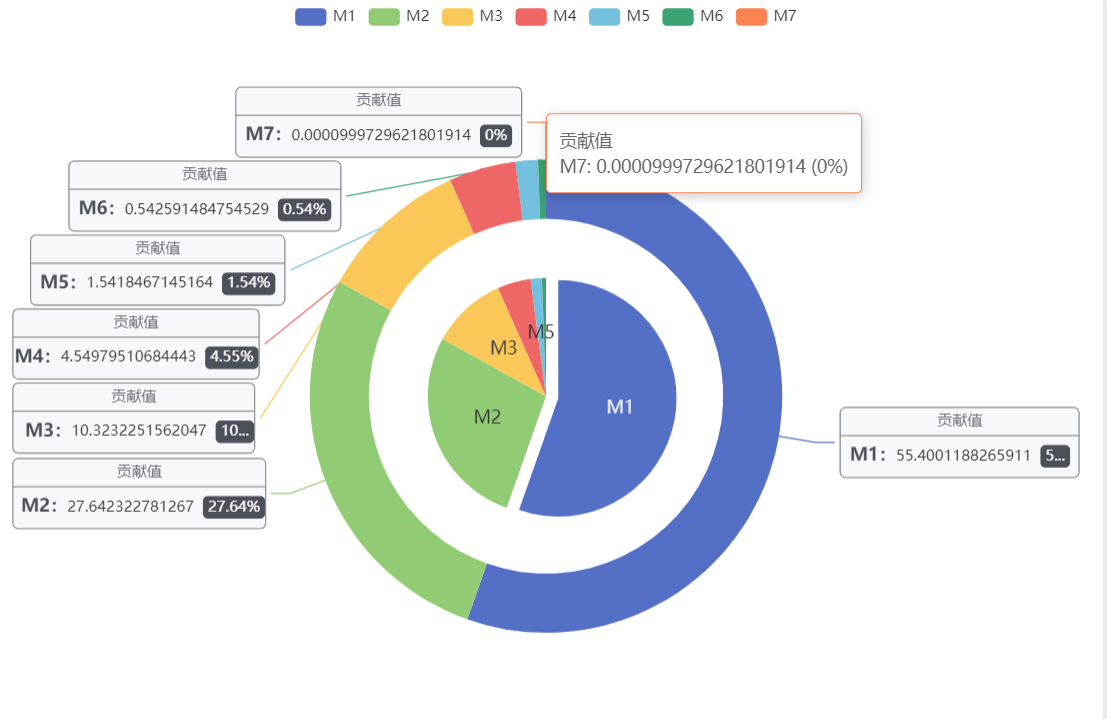 M1 M2 M3 M4 M5 M6 M7
贡献值
M7: 0.0000999729621801914 0%
贡献值
M7: 0.0000999729621801914 (0%)
贡献值
M6: 0.542591484754529 0.54%
贡献值
M5: 1.5418467145164 1.54%
贡献值
M4: 4.54979510684443 4.55%
贡献值
M3: 10.3232251562047 10...
贡献值
M2: 27.642322781267 27.64%
贡献值
M1: 55.4001188265911 5...
M5
M3
M1
M2